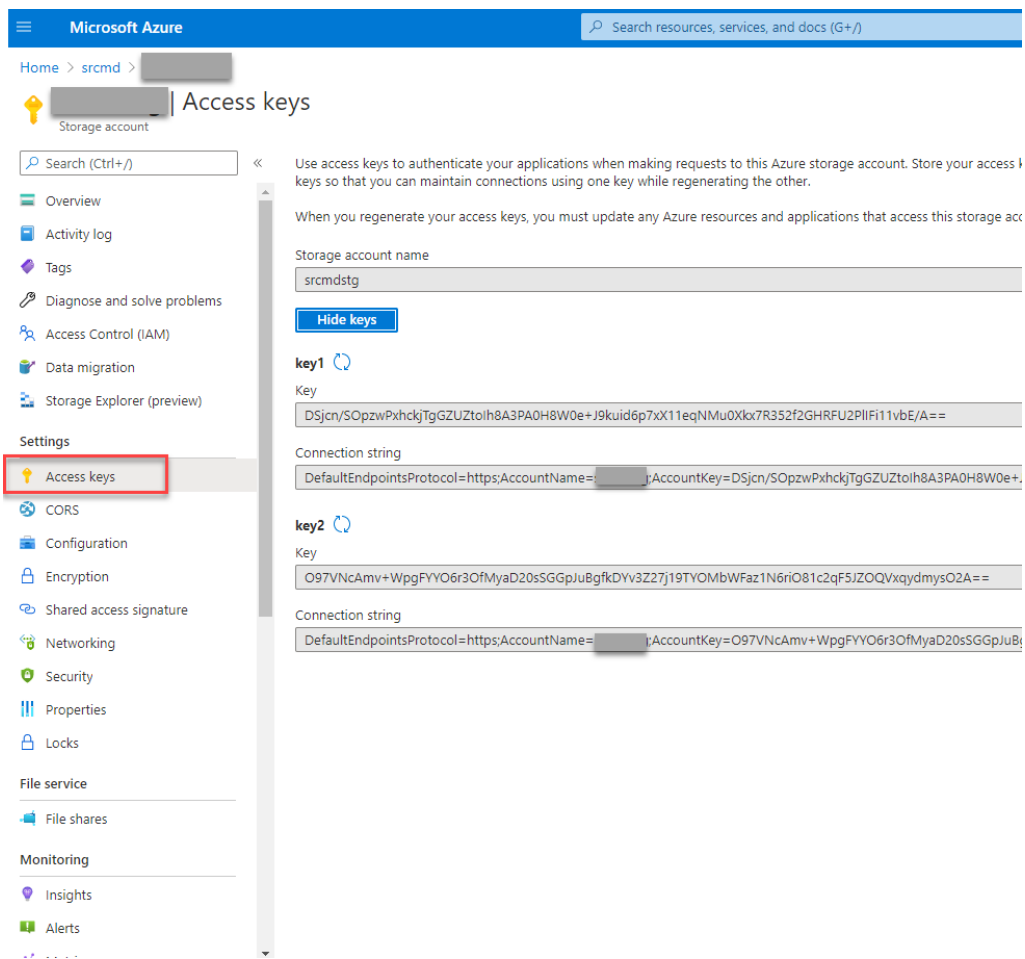 Microsoft Azure
Search resources, services, and docs (G+/)
Home > srcmd >
| Access keys
Storage account
Search (Ctrl+/)
«
Overview
Activity log
Tags
Diagnose and solve problems
Access Control (IAM)
Data migration
Storage Explorer (preview)
Settings
Access keys
CORS
Configuration
Encryption
Shared access signature
Networking
Security
Properties
Locks
File service
File shares
Monitoring
Insights
Alerts
Use access keys to authenticate your applications when making requests to this Azure storage account. Store your access
keys so that you can maintain connections using one key while regenerating the other.
When you regenerate your access keys, you must update any Azure resources and applications that access this storage
Storage account name
srcmdstg
Hide keys
key1
Key
DSjcn/SOpzwPxhckjTgGZUZtoIh8A3PA0H8W0e+J9kuid6p7xX11eqNMu0Xkx7R352f2GHRFU2PlIFi11vbE/A==
Connection string
DefaultEndpointsProtocol=https;AccountName= ;AccountKey=DSjcn/SOpzwPxhckjTgGZUZtoIh8A3PA0H8W0e+J
key2
Key
O97VNcAmv+WpgFYYO6r3OfMyaD20sSGGpJuBgfkDYv3Z27j19TYOMbWFaz1N6riO81c2qF5JZOQVxqydmysO2A==
Connection string
DefaultEndpointsProtocol=https;AccountName= ;AccountKey=O97VNcAmv+WpgFYYO6r3OfMyaD20sSGGpJuBg